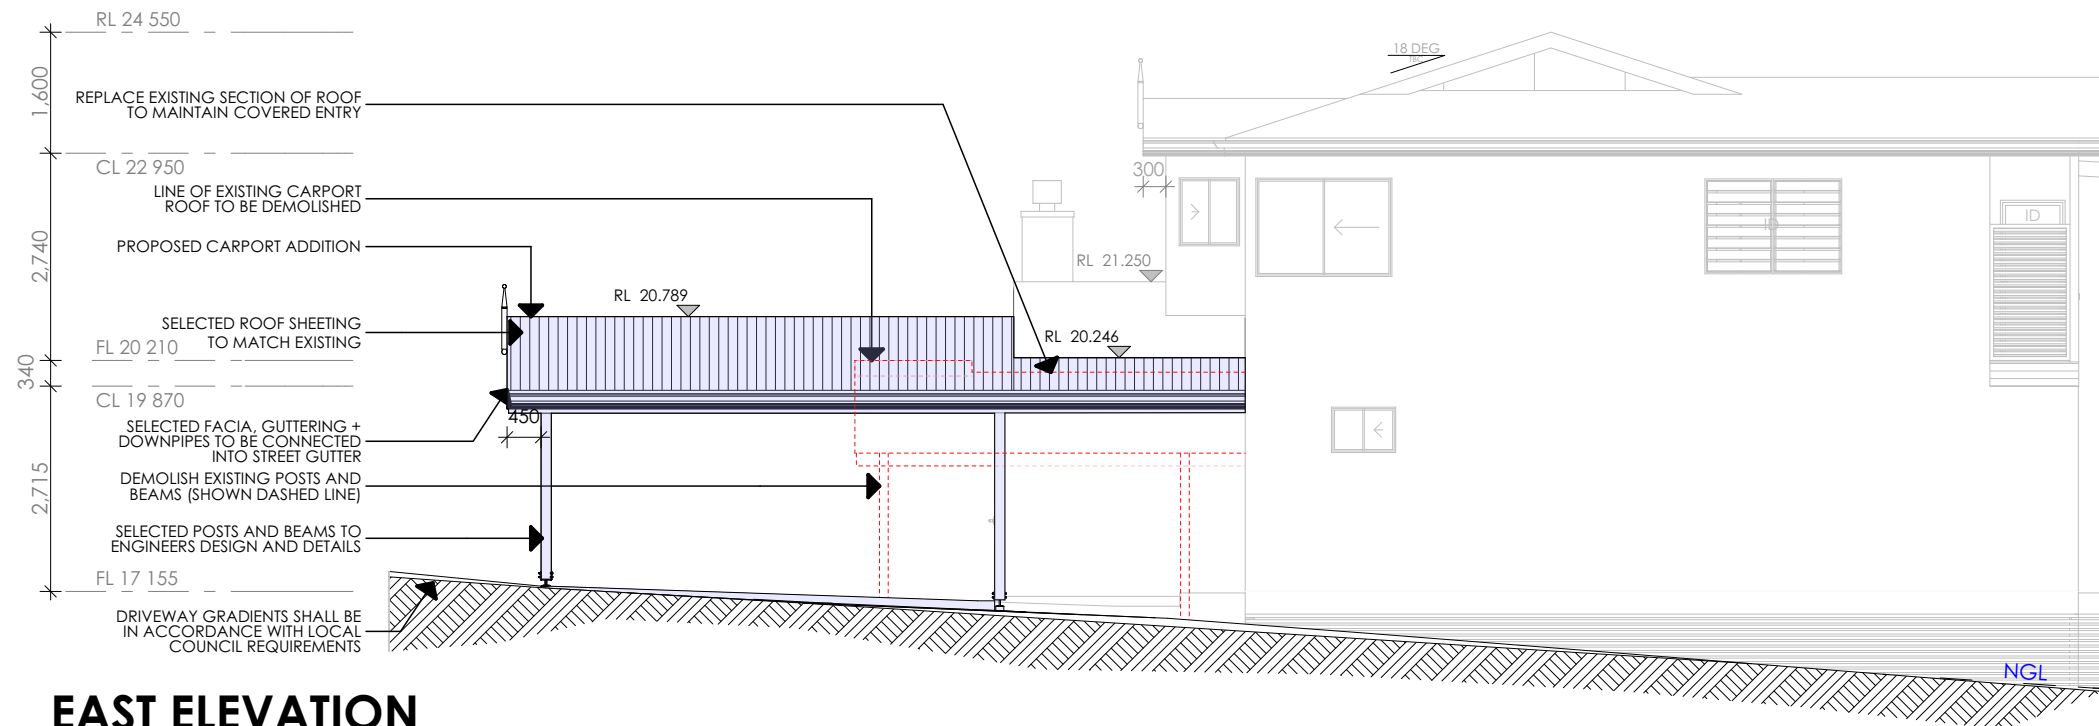 RL 24 550
1,600
REPLACE EXISTING SECTION OF ROOF
TO MAINTAIN COVERED ENTRY
18 DEG
TBC
CL 22 950
300
LINE OF EXISTING CARPORT
ROOF TO BE DEMOLISHED
ID
ID
2,740
PROPOSED CARPORT ADDITION
RL 21.250
RL 20.789
SELECTED ROOF SHEETING
TO MATCH EXISTING
RL 20.246
FL 20 210
340
CL 19 870
450
SELECTED FACIA, GUTTERING +
DOWNPIPES TO BE CONNECTED
INTO STREET GUTTER
2,715
DEMOLISH EXISTING POSTS AND
BEAMS (SHOWN DASHED LINE)
SELECTED POSTS AND BEAMS TO
ENGINEERS DESIGN AND DETAILS
FL 17 155
DRIVEWAY GRADIENTS SHALL BE
IN ACCORDANCE WITH LOCAL
COUNCIL REQUIREMENTS
NGL
EAST ELEVATION